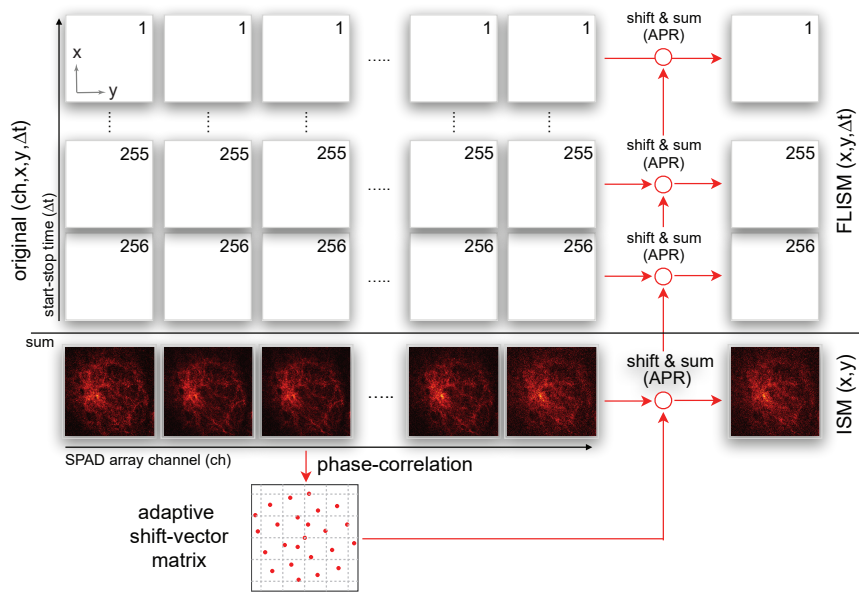 1 1 1 ..... 1 1 shift & sum 1
(APR)
x
y
255 255 255 ..... 255 255 shift & sum 255
(APR)
256 256 256 ..... 256 256 shift & sum 256
(APR)
original (ch,x,y,Δt)
start-stop time (Δt)
FLISM (x,y,Δt)
sum
..... shift & sum
(APR)
ISM (x,y)
SPAD array channel (ch)
phase-correlation
adaptive
shift-vector
matrix